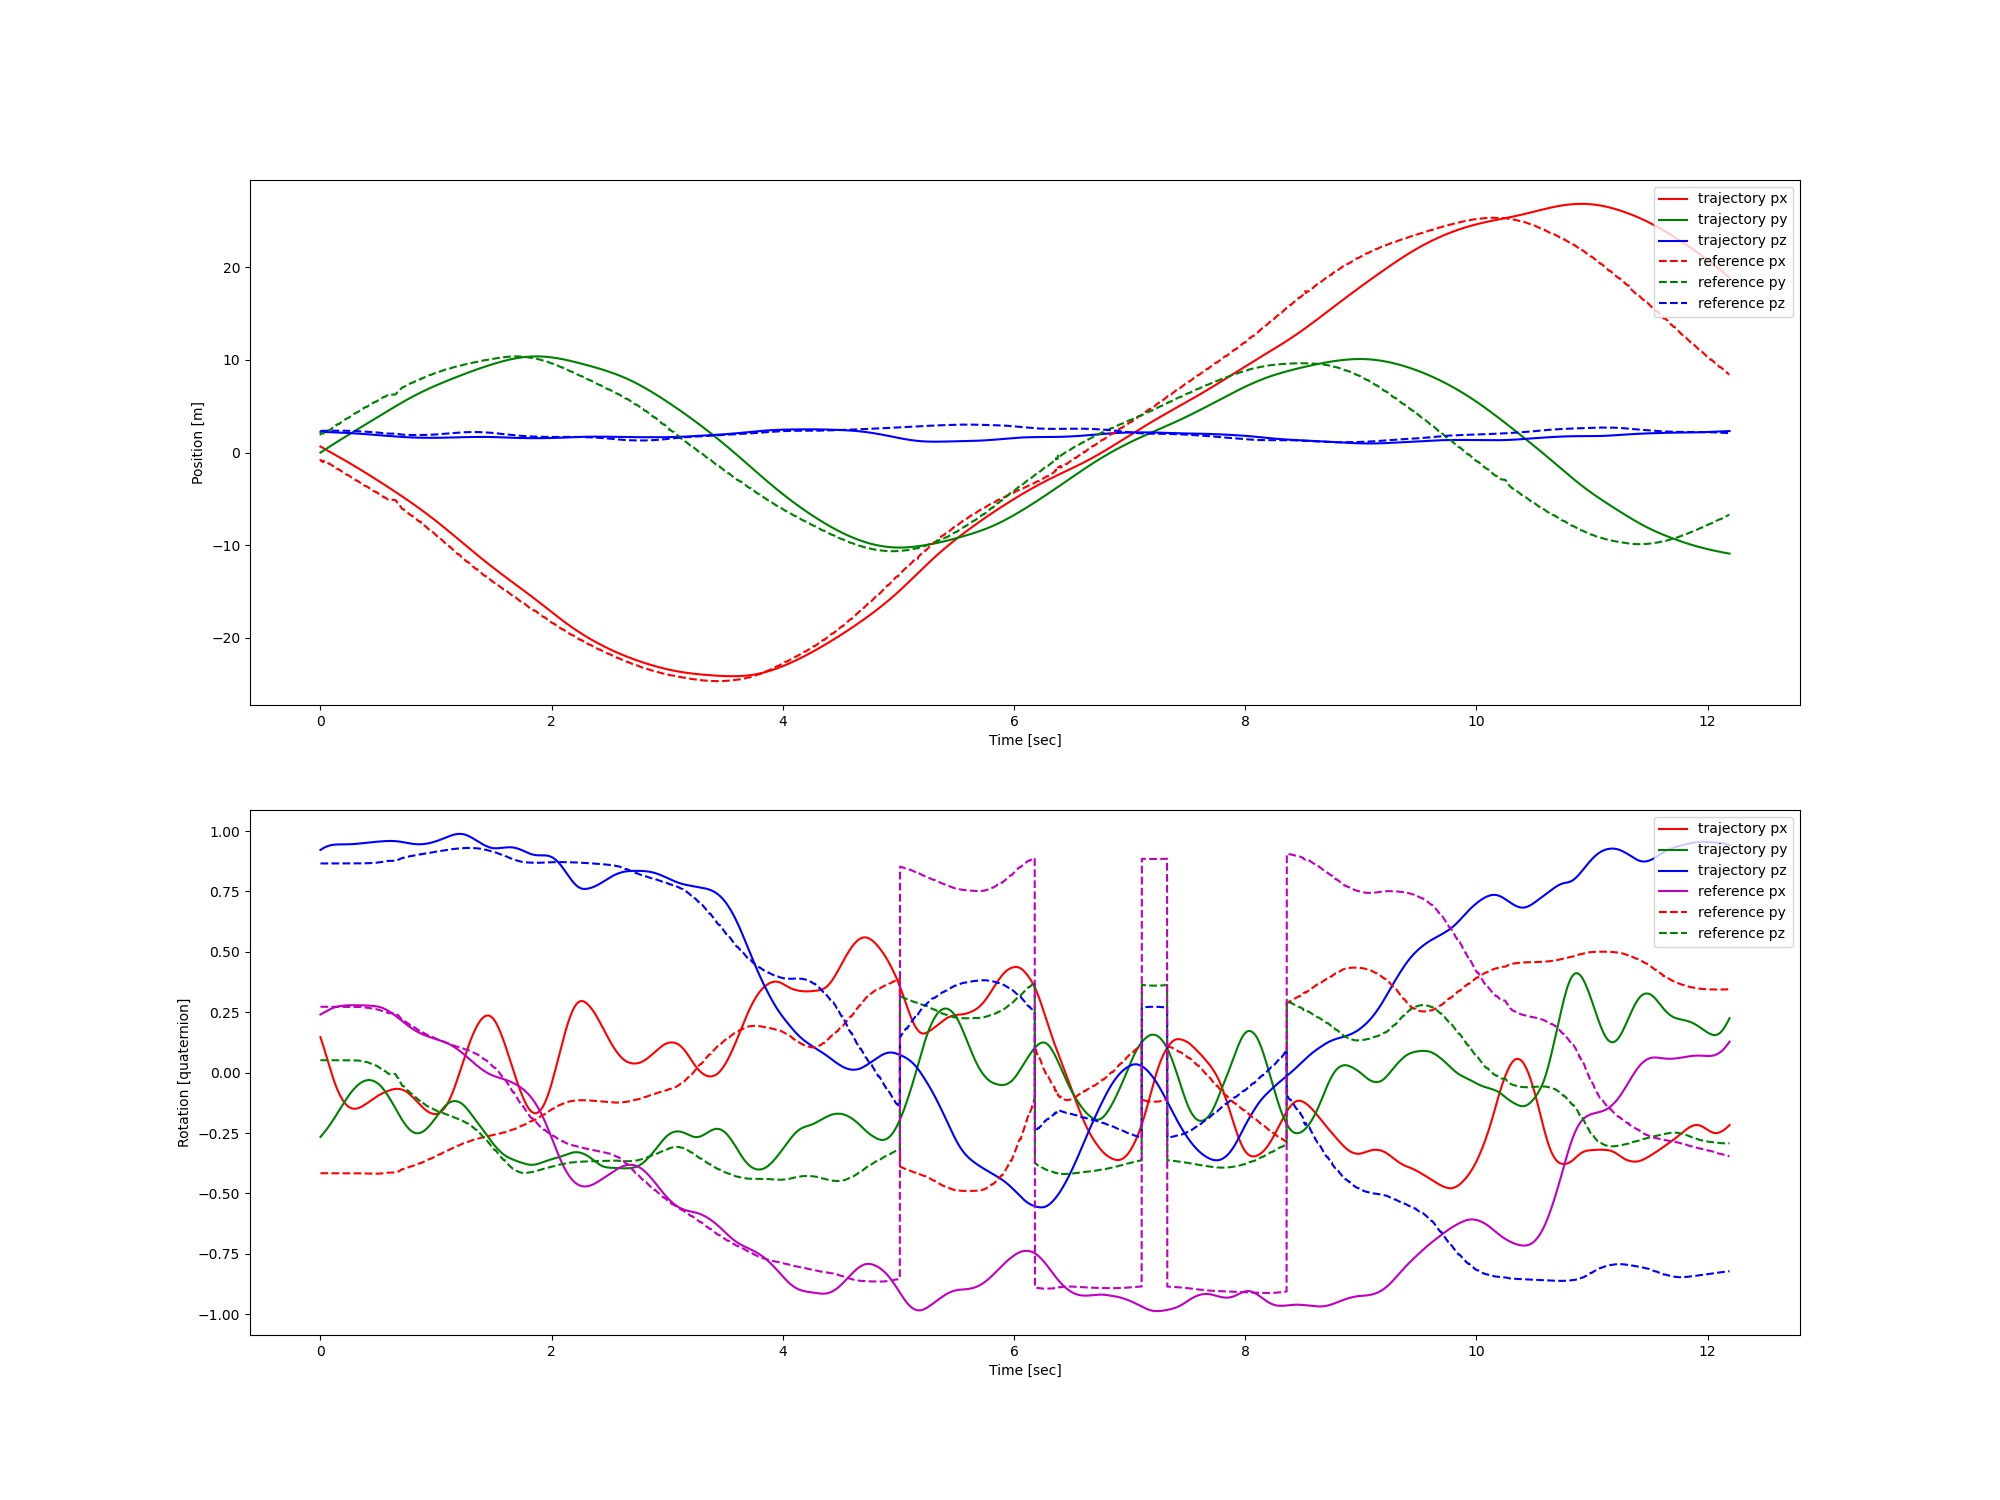 Position [m]
20
10
0
−10
−20
0 2 4 6 8 10 12
Time [sec]
trajectory px
trajectory py
trajectory pz
reference px
reference py
reference pz
Rotation [quaternion]
1.00
0.75
0.50
0.25
0.00
−0.25
−0.50
−0.75
−1.00
0 2 4 6 8 10 12
Time [sec]
trajectory px
trajectory py
trajectory pz
reference px
reference py
reference pz